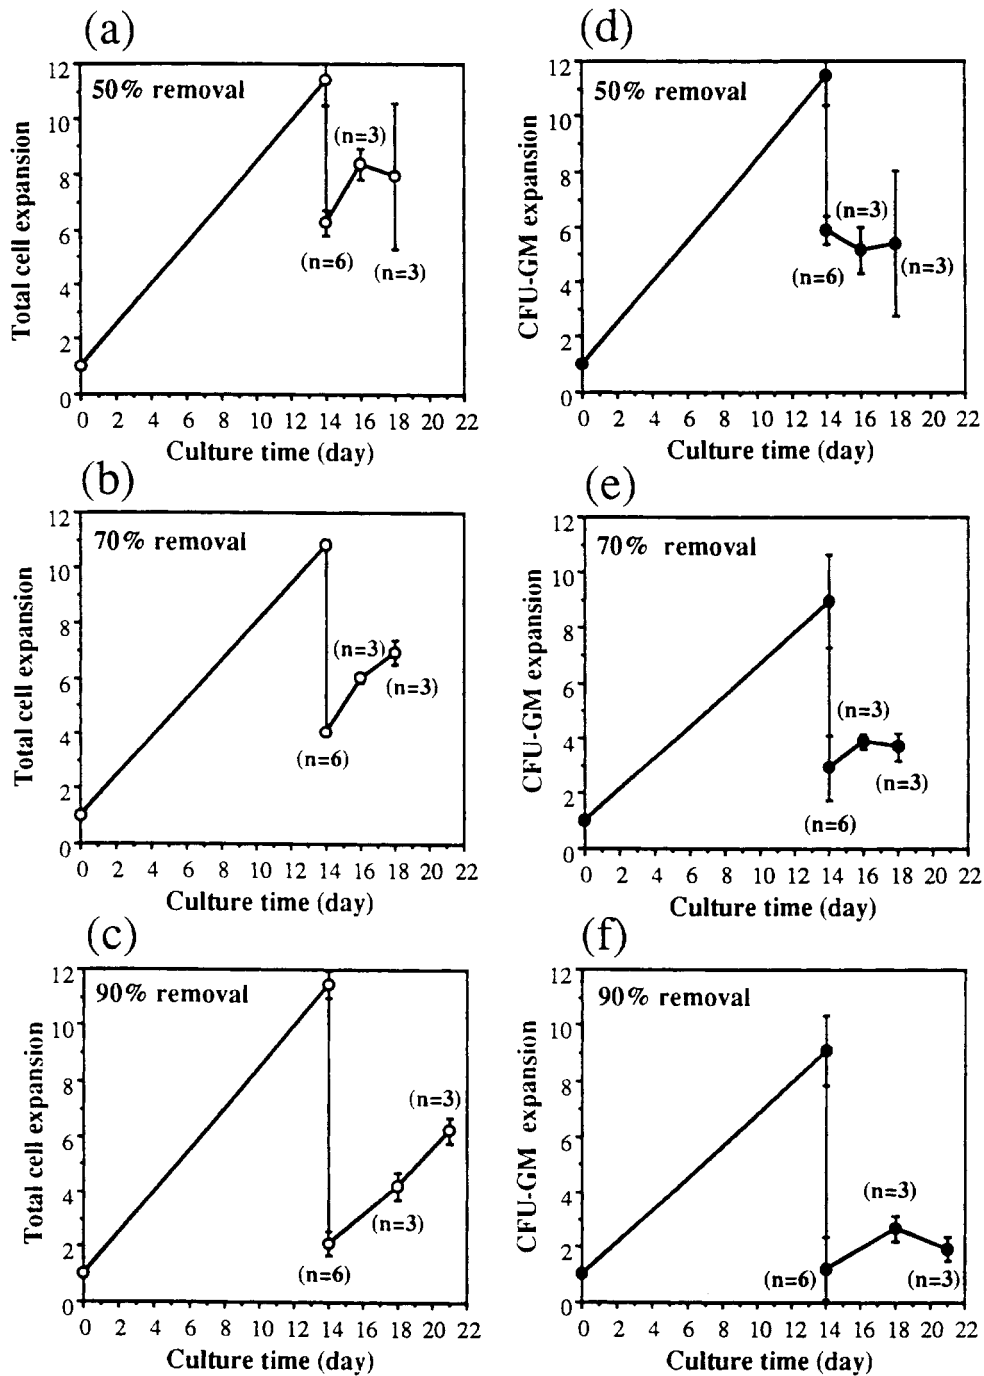 (a)
50% removal
Total cell expansion
12
10
8
6
4
2
0
(n=3)
(n=6)
(n=3)
0 2 4 6 8 10 12 14 16 18 20 22
Culture time (day)
(d)
50% removal
CFU-GM expansion
12
10
8
6
4
2
0
(n=3)
(n=6)
(n=3)
0 2 4 6 8 10 12 14 16 18 20 22
Culture time (day)
(b)
70% removal
Total cell expansion
12
10
8
6
4
2
0
(n=3)
(n=3)
(n=6)
0 2 4 6 8 10 12 14 16 18 20 22
Culture time (day)
(e)
70% removal
CFU-GM expansion
12
10
8
6
4
2
0
(n=3)
(n=3)
(n=6)
0 2 4 6 8 10 12 14 16 18 20 22
Culture time (day)
(c)
90% removal
Total cell expansion
12
10
8
6
4
2
0
(n=3)
(n=3)
(n=6)
0 2 4 6 8 10 12 14 16 18 20 22
Culture time (day)
(f)
90% removal
CFU-GM expansion
12
10
8
6
4
2
0
(n=3)
(n=6)
(n=3)
0 2 4 6 8 10 12 14 16 18 20 22
Culture time (day)